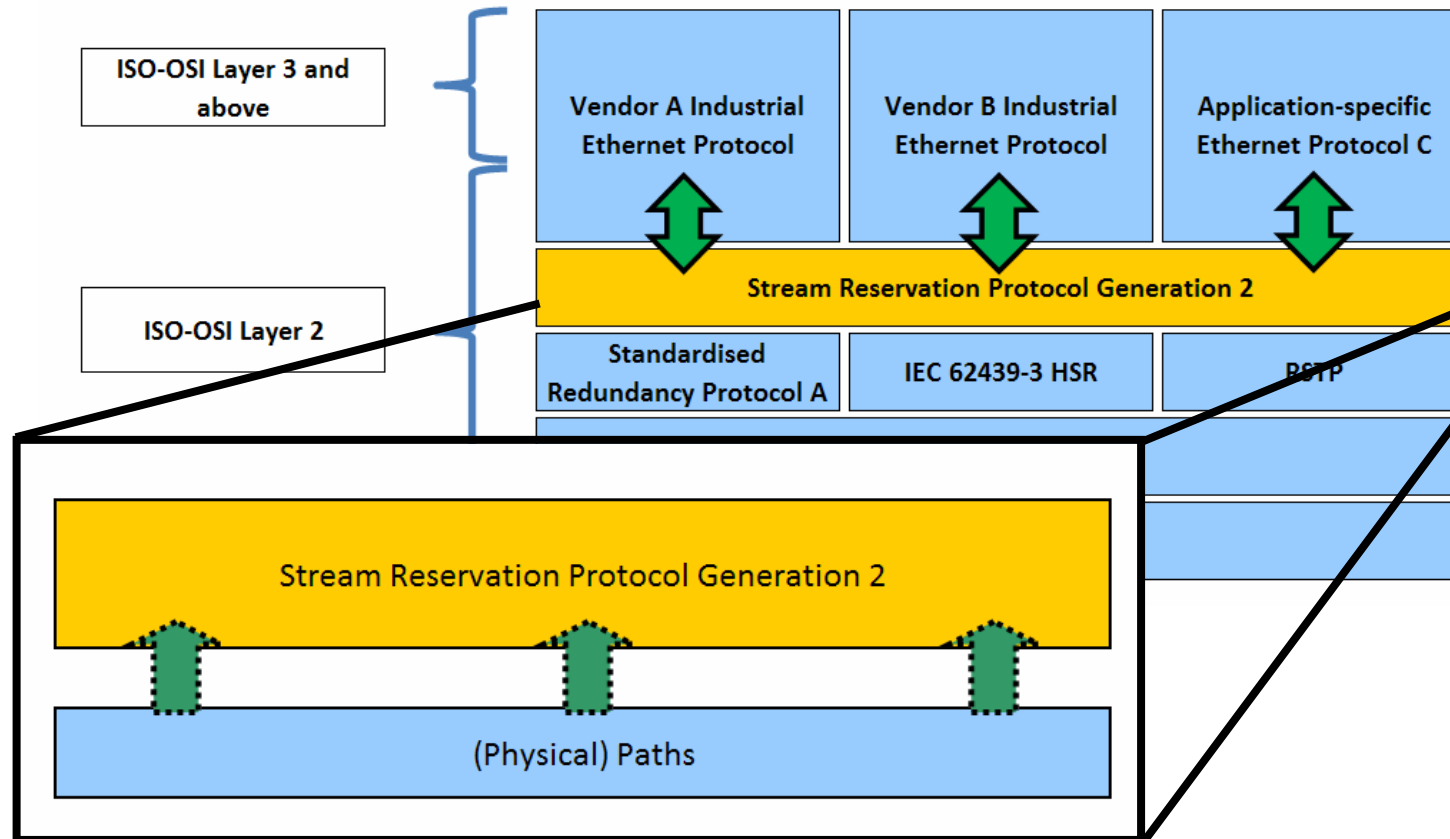 ISO-OSI Layer 3 and
above
Vendor A Industrial
Ethernet Protocol
Vendor B Industrial
Ethernet Protocol
Application-specific
Ethernet Protocol C
Stream Reservation Protocol Generation 2
ISO-OSI Layer 2
Standardised
Redundancy Protocol A
IEC 62439-3 HSR
RSTP
Stream Reservation Protocol Generation 2
(Physical) Paths